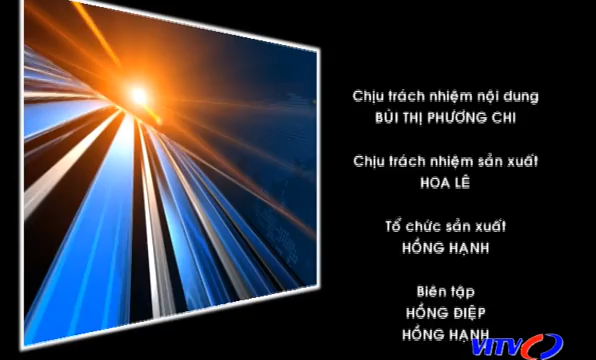 Chịu trách nhiệm nội dung
BÙI THỊ PHƯƠNG CHI
Chịu trách nhiệm sản xuất
HOA LÊ
Tổ chức sản xuất
HỒNG HẠNH
Biên tập
HỒNG ĐIỆP
HỒNG HẠNH
VITV